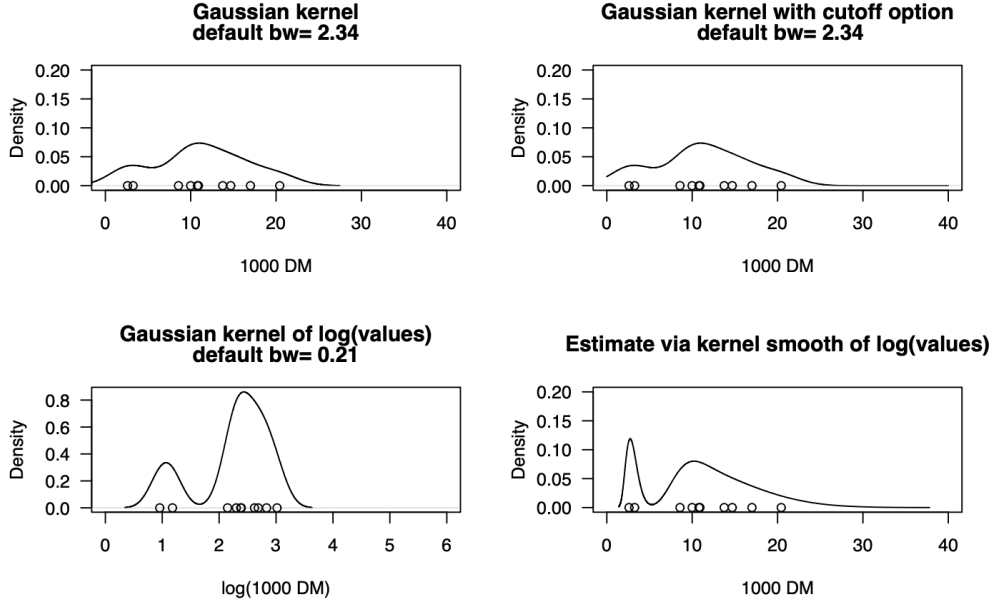 Gaussian kernel
default bw= 2.34
Density
0.20
0.15
0.10
0.05
0.00
0 10 20 30 40
1000 DM
Gaussian kernel with cutoff option
default bw= 2.34
Density
0.20
0.15
0.10
0.05
0.00
0 10 20 30 40
1000 DM
Gaussian kernel of log(values)
default bw= 0.21
Density
0.8
0.6
0.4
0.2
0.0
0 1 2 3 4 5 6
log(1000 DM)
Estimate via kernel smooth of log(values)
Density
0.20
0.15
0.10
0.05
0.00
0 10 20 30 40
1000 DM